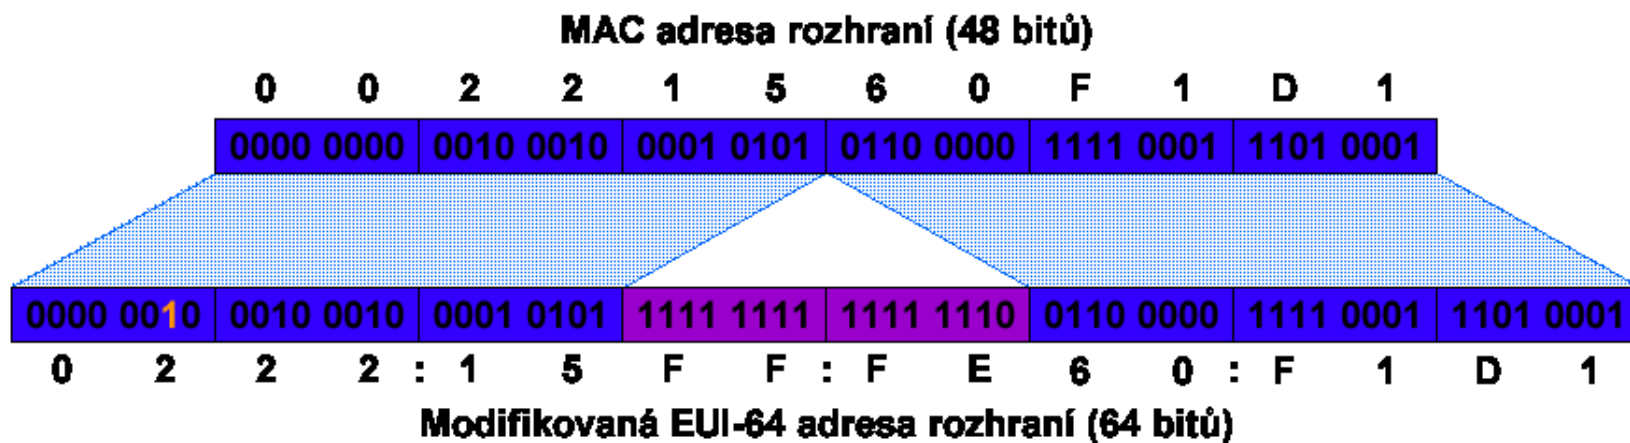 MAC adresa rozhraní (48 bitů)
0 0 2 2 1 5 6 0 F 1 D 1
0000 0000 0010 0010 0001 0101 0110 0000 1111 0001 1101 0001
0000 0010 0010 0010 0001 0101 1111 1111 1111 1110 0110 0000 1111 0001 1101 0001
0 2 2 2 : 1 5 F F : F E 6 0 : F 1 D 1
Modifikovaná EUI-64 adresa rozhraní (64 bitů)